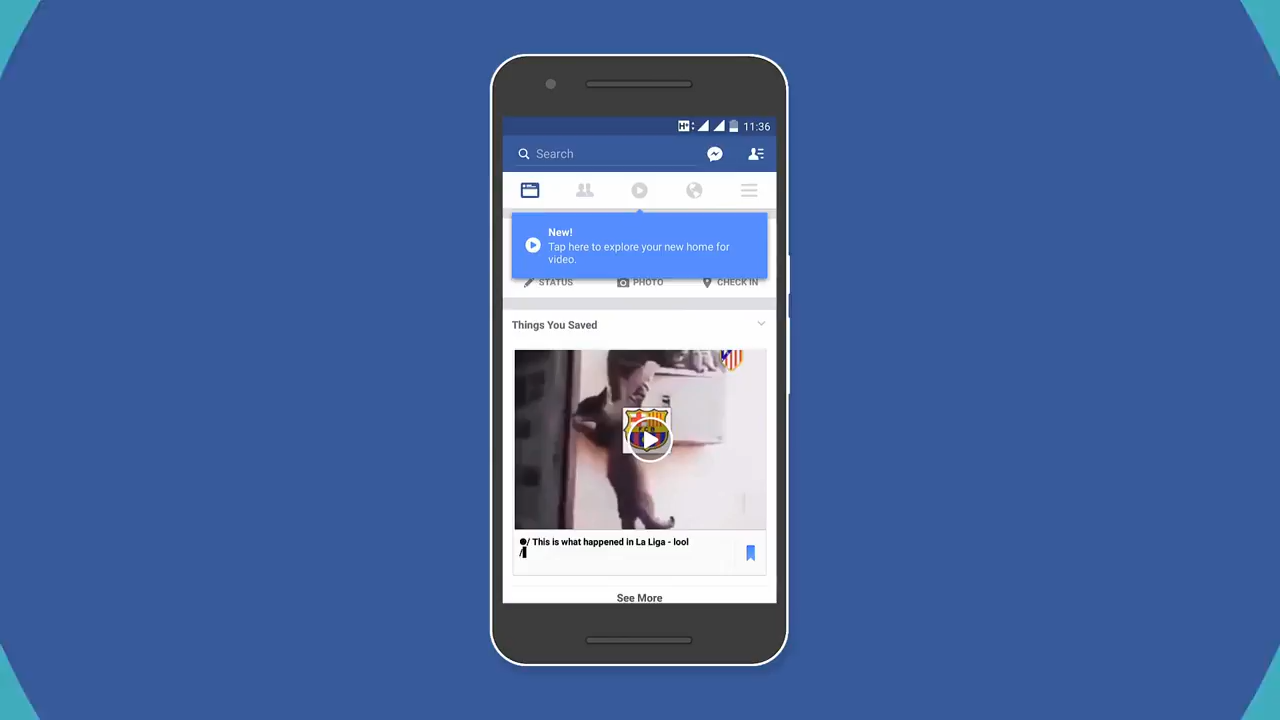 H+ 11:36
Search
New!
Tap here to explore your new home for
video.
STATUS PHOTO CHECK IN
Things You Saved
FCB
This is what happened in La Liga - lool
See More